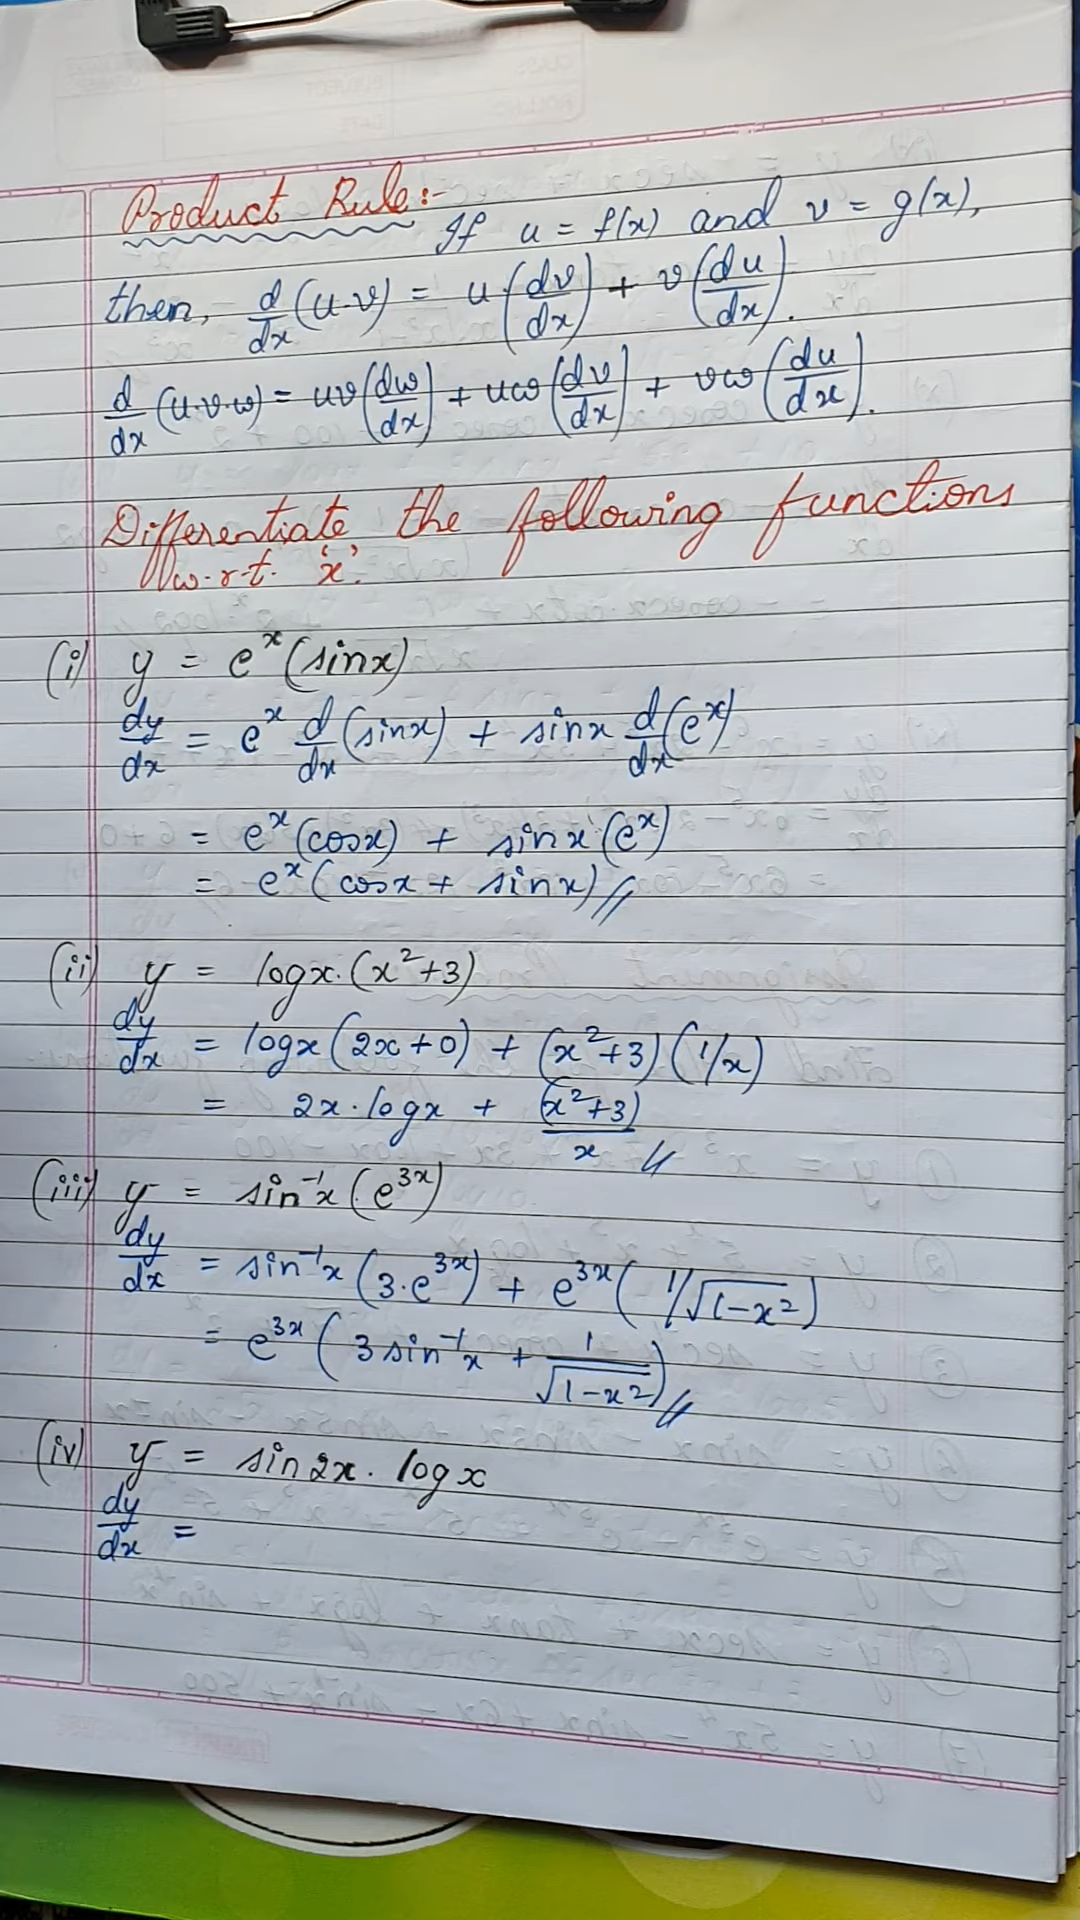 Product Rule:-
If u = f(x) and v = g(x),
then, d/dx (u·v) = u (dv/dx) + v (du/dx).
d/dx (u·v·w) = uv (dw/dx) + uw (dv/dx) + vw (du/dx).
Differentiate the following functions
w.r.t. 'x'.
(i) y = e^x (sinx)
dy/dx = e^x d/dx (sinx) + sinx d/dx (e^x)
= e^x (cosx) + sinx (e^x)
= e^x (cosx + sinx) //
(ii) y = logx. (x²+3)
dy/dx = logx (2x+0) + (x²+3) (1/x)
= 2x·logx + (x²+3)/x //
(iii) y = sin⁻¹x (e^3x)
dy/dx = sin⁻¹x (3·e^3x) + e^3x (1/√(1-x²))
= e^3x (3 sin⁻¹x + 1/√(1-x²)) //
(iv) y = sin2x · logx
dy/dx =